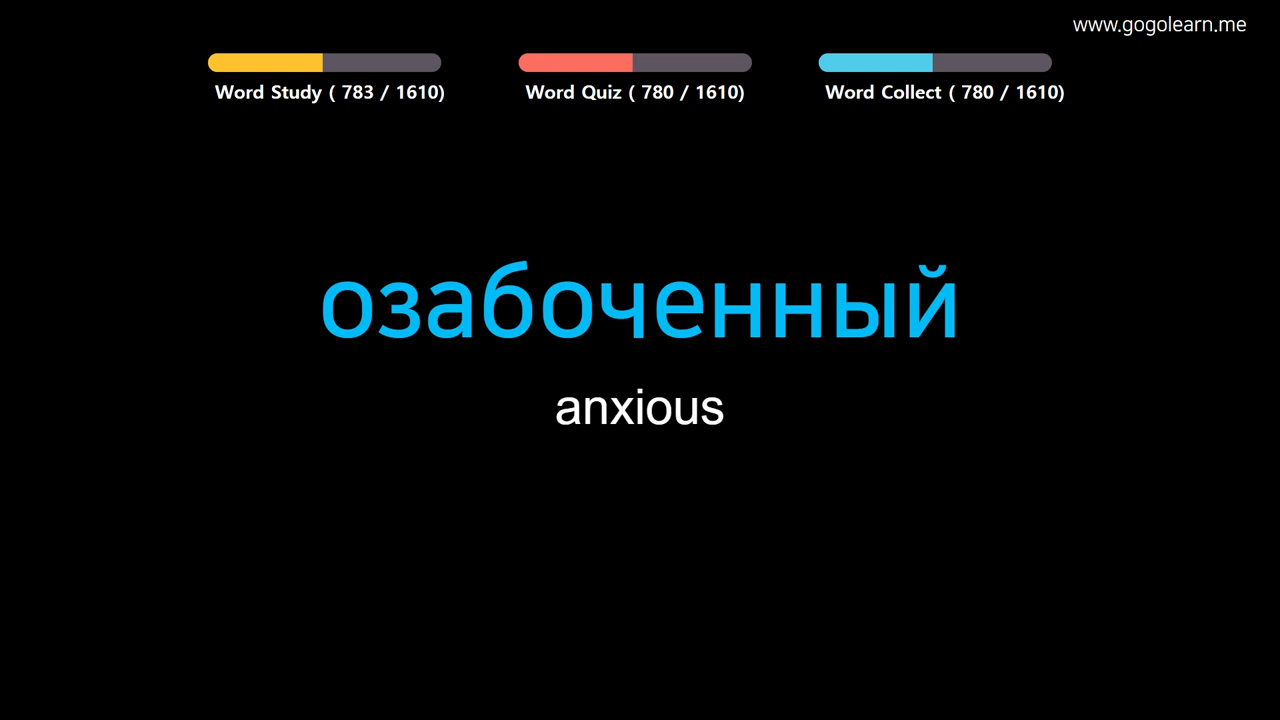 www.gogolearn.me
Word Study ( 783 / 1610)
Word Quiz ( 780 / 1610)
Word Collect ( 780 / 1610)
озабоченный
anxious